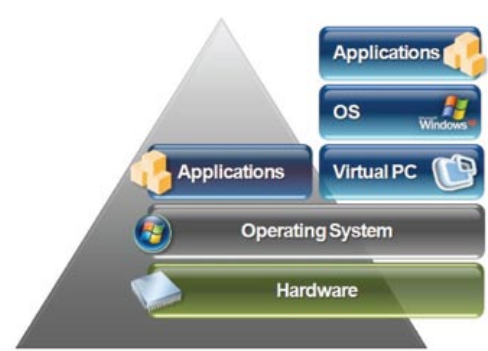 Applications
OS
Windows
Applications
Virtual PC
Operating System
Hardware